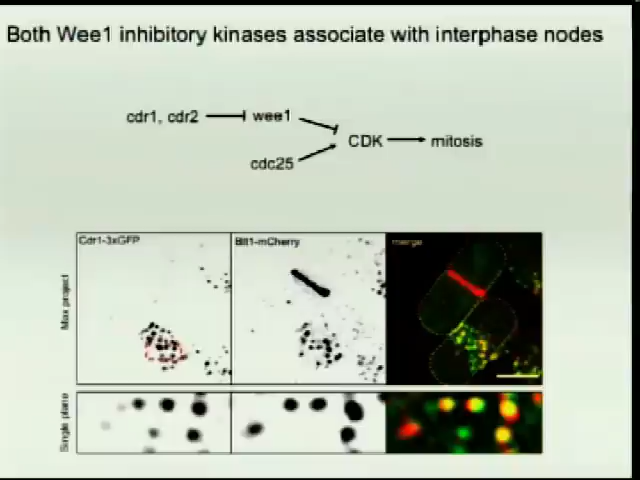 Both Wee1 inhibitory kinases associate with interphase nodes
cdr1, cdr2
wee1
CDK
mitosis
cdc25
Cdr1-3xGFP
Blt1-mCherry
merge
Max project
Single plane